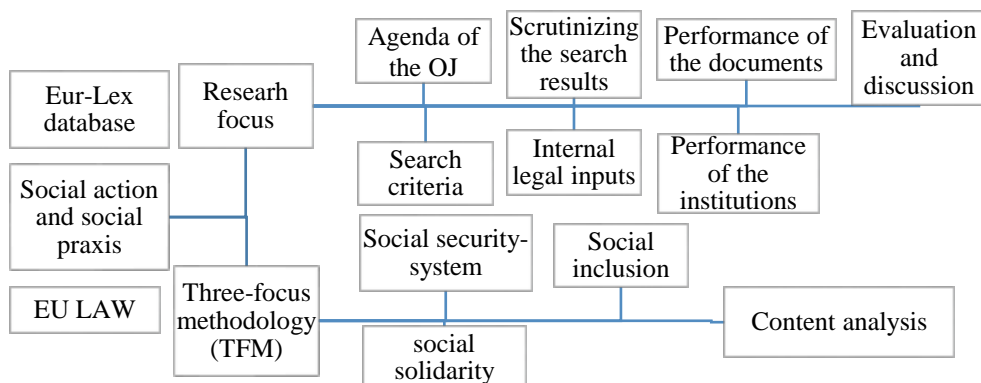 Eur-Lex
database
Researh
focus
Agenda of
the OJ
Scrutinizing
the search
results
Performance of
the documents
Evaluation
and
discussion
Search
criteria
Internal
legal inputs
Performance
of the
institutions
Social action
and social
praxis
EU LAW
Three-focus
methodology
(TFM)
Social security-
system
Social
inclusion
social
solidarity
Content analysis